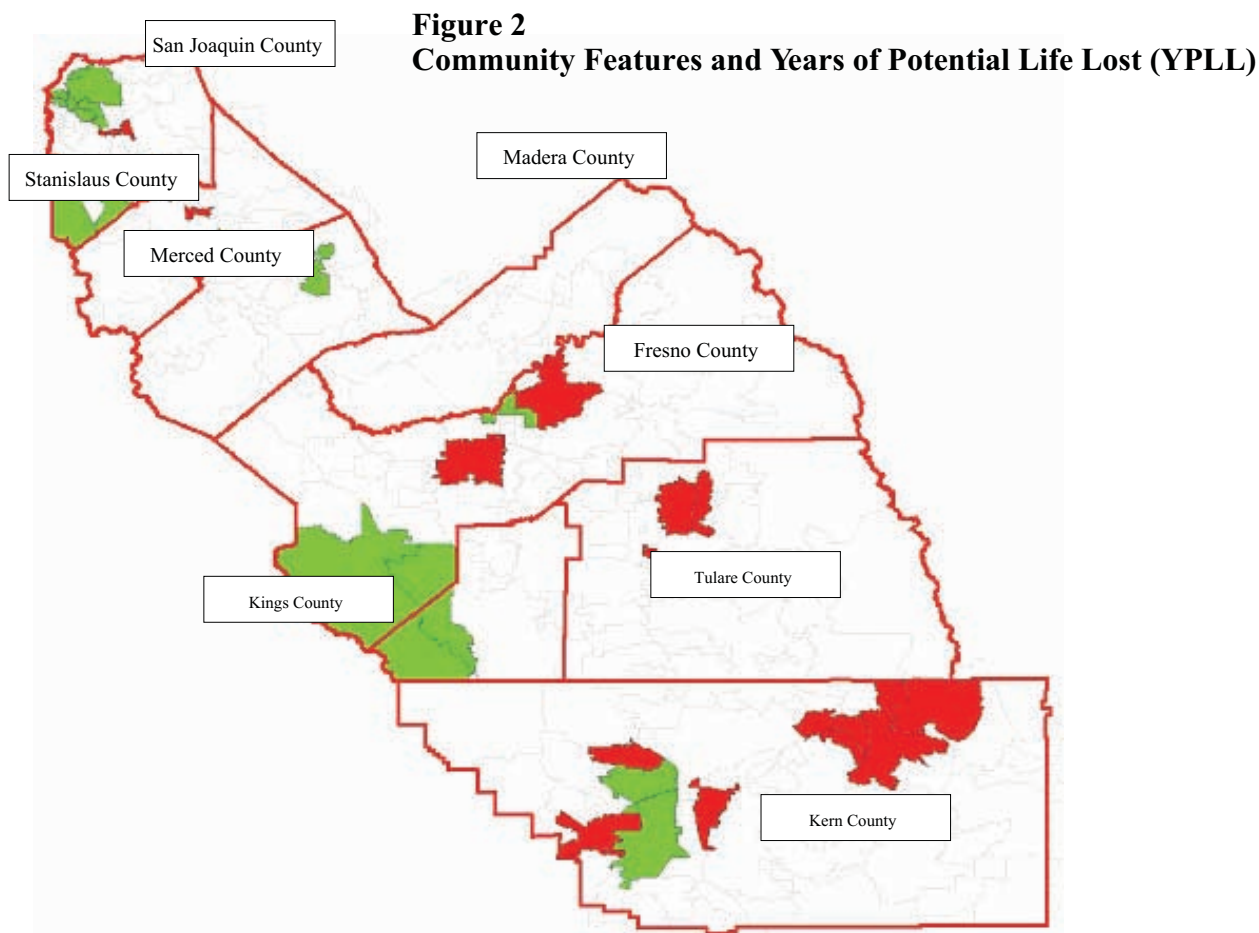 Figure 2
Community Features and Years of Potential Life Lost (YPLL)
San Joaquin County
Madera County
Stanislaus County
Merced County
Fresno County
Tulare County
Kings County
Kern County